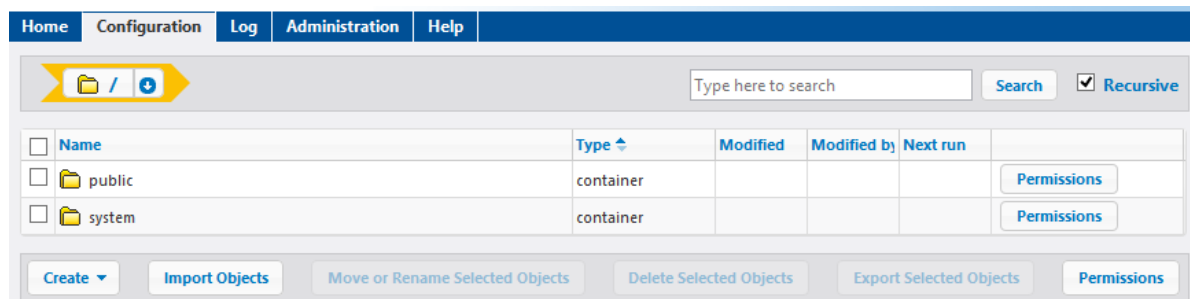 Home Configuration Log Administration Help
/
Type here to search Search Recursive
Name Type Modified Modified by Next run
public container Permissions
system container Permissions
Create Import Objects Move or Rename Selected Objects Delete Selected Objects Export Selected Objects Permissions